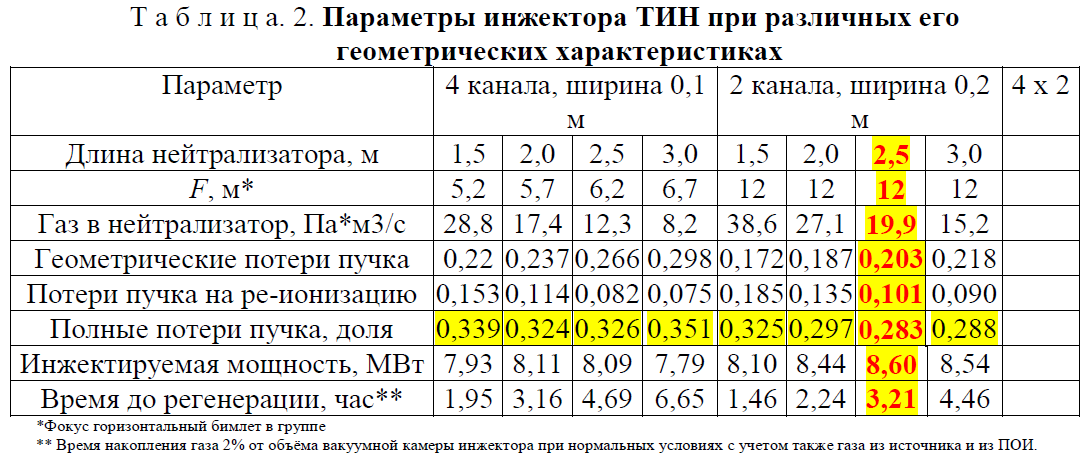 Т а б л и ц а. 2. Параметры инжектора ТИН при различных его
геометрических характеристиках
Параметр 4 канала, ширина 0,1 м 2 канала, ширина 0,2 м 4 x 2
Длина нейтрализатора, м 1,5 2,0 2,5 3,0 1,5 2,0 2,5 3,0
F, м* 5,2 5,7 6,2 6,7 12 12 12 12
Газ в нейтрализатор, Па*м3/с 28,8 17,4 12,3 8,2 38,6 27,1 19,9 15,2
Геометрические потери пучка 0,22 0,237 0,266 0,298 0,172 0,187 0,203 0,218
Потери пучка на ре-ионизацию 0,153 0,114 0,082 0,075 0,185 0,135 0,101 0,090
Полные потери пучка, доля 0,339 0,324 0,326 0,351 0,325 0,297 0,283 0,288
Инжектируемая мощность, МВт 7,93 8,11 8,09 7,79 8,10 8,44 8,60 8,54
Время до регенерации, час** 1,95 3,16 4,69 6,65 1,46 2,24 3,21 4,46
*Фокус горизонтальный бимлет в группе
** Время накопления газа 2% от объёма вакуумной камеры инжектора при нормальных условиях с учетом также газа из источника и из ПОИ.